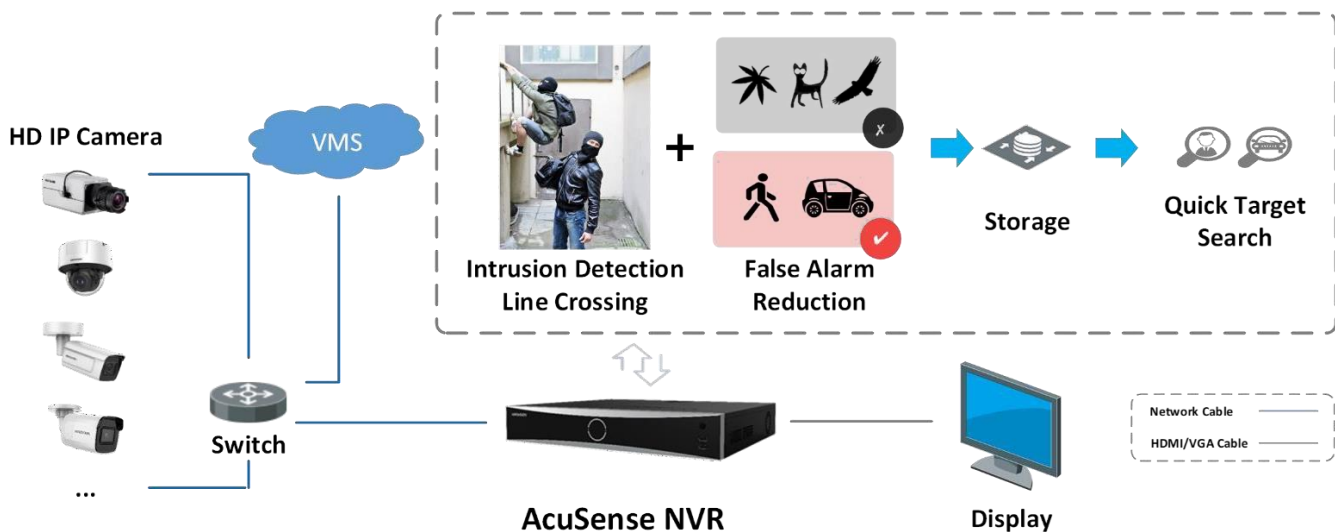 HD IP Camera
VMS
Intrusion Detection
Line Crossing
+
False Alarm
Reduction
Storage
Quick Target
Search
Switch
...
AcuSense NVR
Display
Network Cable
HDMI/VGA Cable